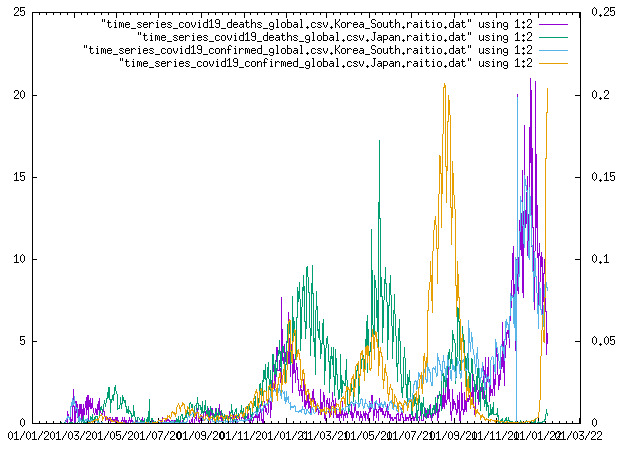 25 0.25
"time_series_covid19_deaths_global.csv.Korea_South.raitio.dat" using 1:2
"time_series_covid19_deaths_global.csv.Japan.raitio.dat" using 1:2
"time_series_covid19_confirmed_global.csv.Korea_South.raitio.dat" using 1:2
"time_series_covid19_confirmed_global.csv.Japan.raitio.dat" using 1:2
20 0.2
15 0.15
10 0.1
5 0.05
0 0
01/01/20 01/03/20 01/05/20 01/07/20 01/09/20 01/11/20 01/01/21 01/03/21 01/05/21 01/07/21 01/09/21 01/11/21 01/01/22 01/03/22